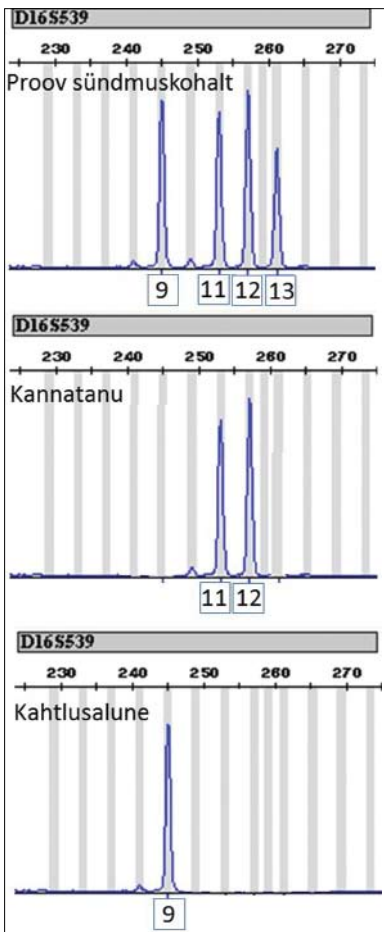 D16S539
230 240 250 260 270
Proov sündmuskohalt
9 11 12 13
D16S539
230 240 250 260 270
Kannatanu
11 12
D16S539
230 240 250 260 270
Kahtlusalune
9